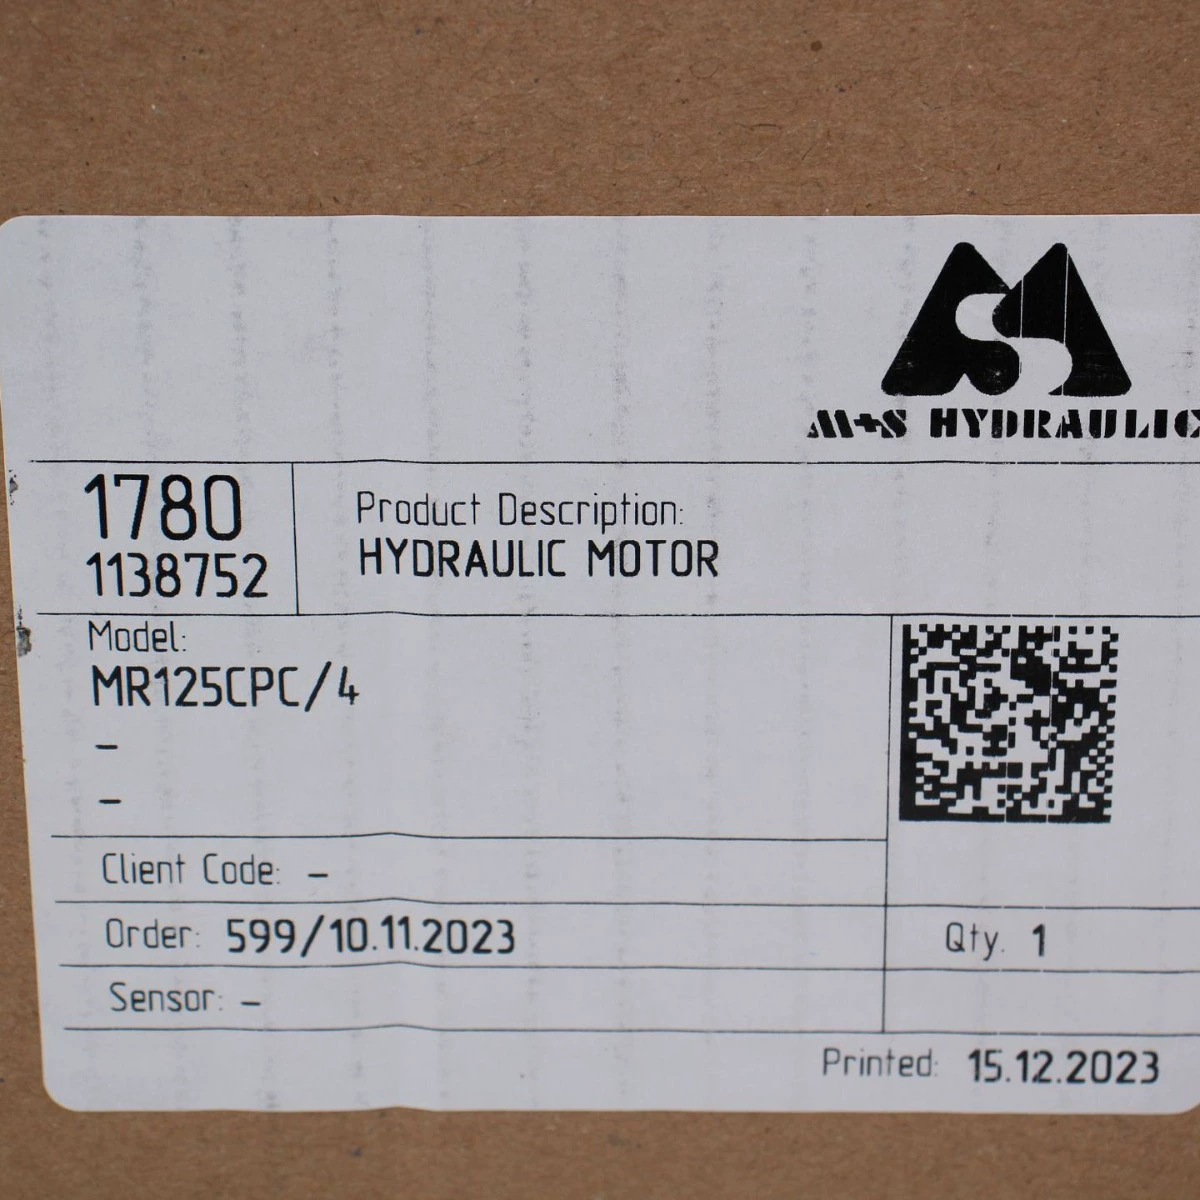 M+S HYDRAULIC
1780
1138752
Product Description:
HYDRAULIC MOTOR
Model:
MR125CPC/4
-
-
Client Code: -
Order: 599/10.11.2023
Qty. 1
Sensor: -
Printed: 15.12.2023